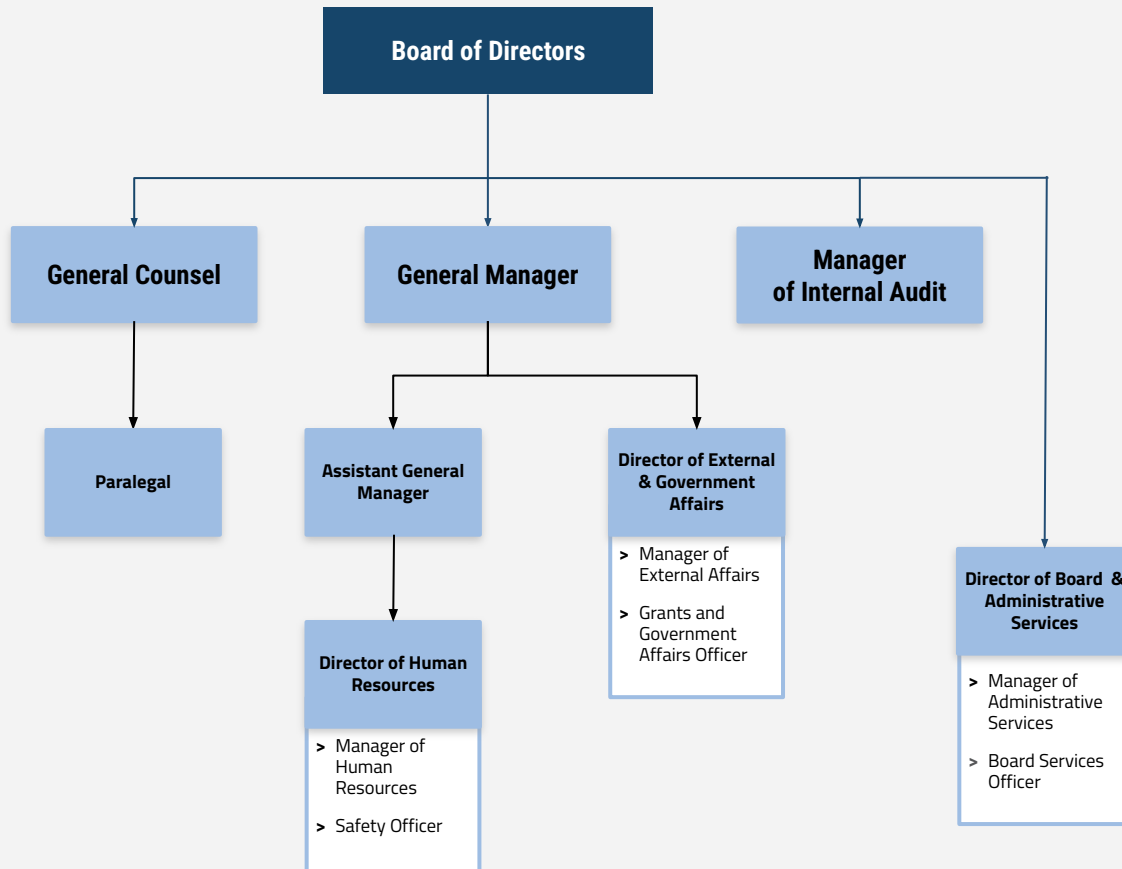 Board of Directors
General Counsel
General Manager
Manager
of Internal Audit
Paralegal
Assistant General
Manager
Director of External
& Government
Affairs
> Manager of
External Affairs
> Grants and
Government
Affairs Officer
Director of Board &
Administrative
Services
> Manager of
Administrative
Services
> Board Services
Officer
Director of Human
Resources
> Manager of
Human
Resources
> Safety Officer